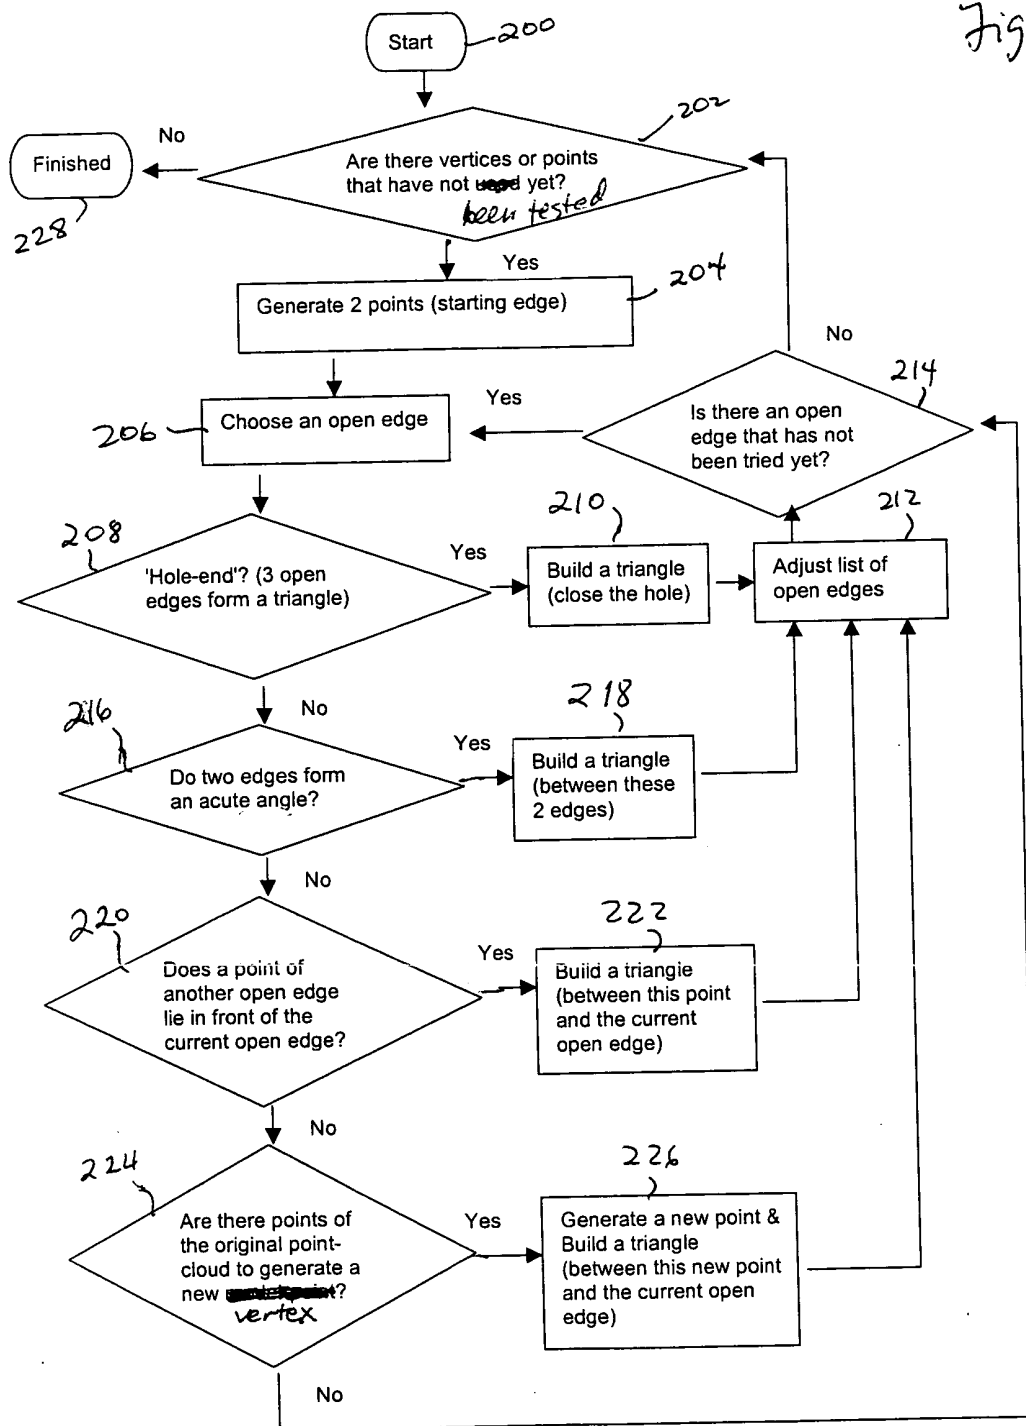 Fig
Start
200
202
No
Finished
228
Are there vertices or points
that have not used yet?
been tested
Yes
204
Generate 2 points (starting edge)
No
214
Yes
206
Choose an open edge
Is there an open
edge that has not
been tried yet?
208
210
212
Yes
'Hole-end'? (3 open
edges form a triangle)
Build a triangle
(close the hole)
Adjust list of
open edges
No
216
218
Yes
Do two edges form
an acute angle?
Build a triangle
(between these
2 edges)
No
220
222
Yes
Does a point of
another open edge
lie in front of the
current open edge?
Build a triangle
(between this point
and the current
open edge)
No
224
226
Yes
Are there points of
the original point-
cloud to generate a
new ?
vertex
Generate a new point &
Build a triangle
(between this new point
and the current open
edge)
No